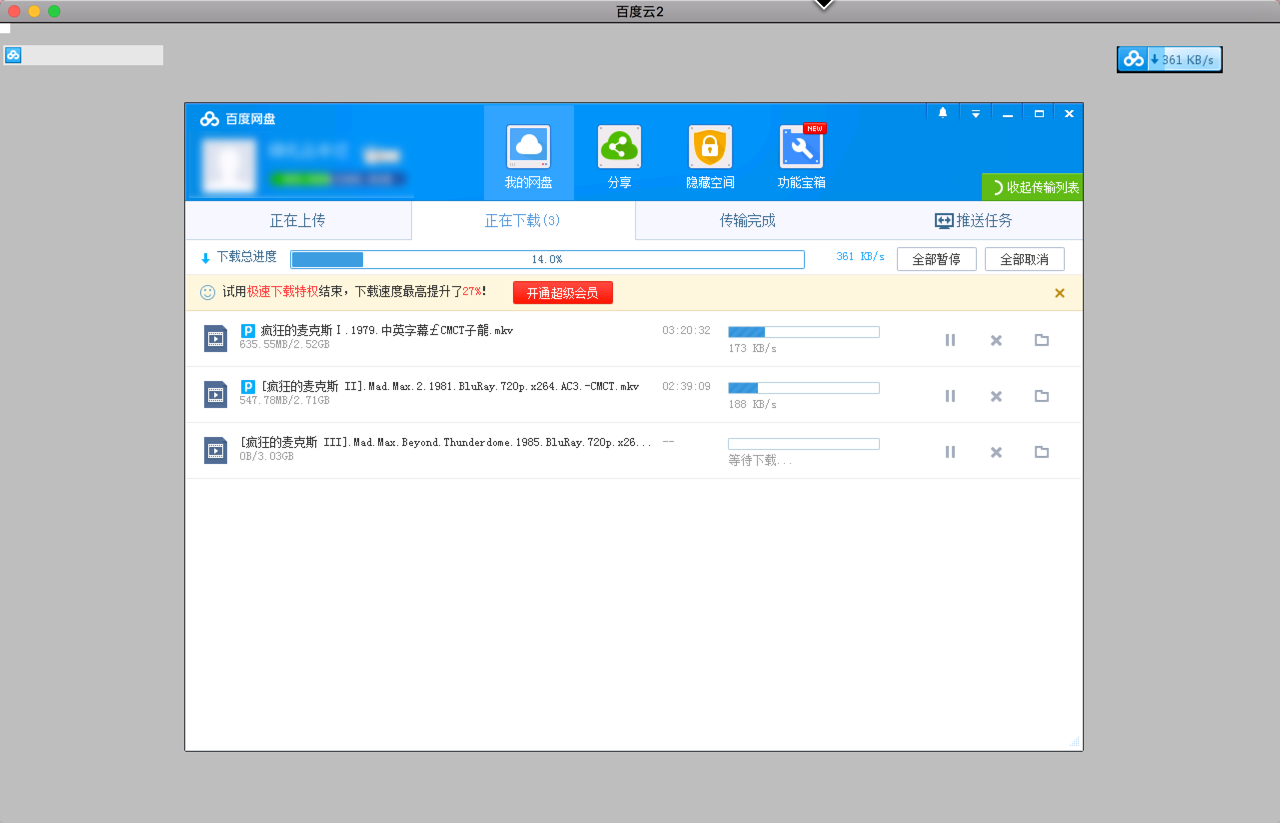 百度云2
361 KB/s
百度网盘
我的网盘
分享
隐藏空间
NEW
功能宝箱
收起传输列表
正在上传
正在下载(3)
传输完成
推送任务
下载总进度
14.0%
361 KB/s
全部暂停
全部取消
试用极速下载特权结束，下载速度最高提升了27%!
开通超级会员
P 疯狂的麦克斯Ⅰ.1979.中英字幕￡CMCT子龍.mkv
635.55MB/2.52GB
03:20:32
173 KB/s
P [疯狂的麦克斯 II].Mad.Max.2.1981.BluRay.720p.x264.AC3.-CMCT.mkv
547.78MB/2.71GB
02:39:09
188 KB/s
[疯狂的麦克斯 III].Mad.Max.Beyond.Thunderdome.1985.BluRay.720p.x26...
0B/3.03GB
--
等待下载...